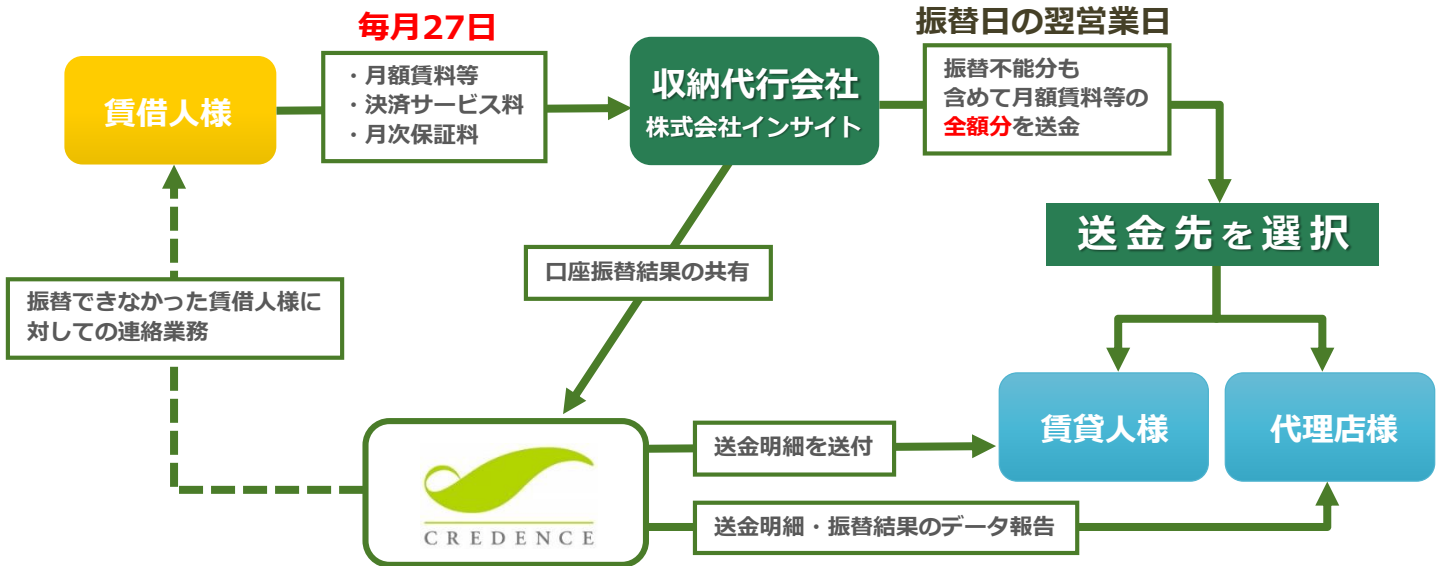 毎月27日
振替日の翌営業日
賃借人様
・月額賃料等
・決済サービス料
・月次保証料
収納代行会社
株式会社インサイト
振替不能分も
含めて月額賃料等の
全額分を送金
送金先を選択
口座振替結果の共有
振替できなかった賃借人様に
対しての連絡業務
賃貸人様
代理店様
送金明細を送付
送金明細・振替結果のデータ報告
CREDENCE